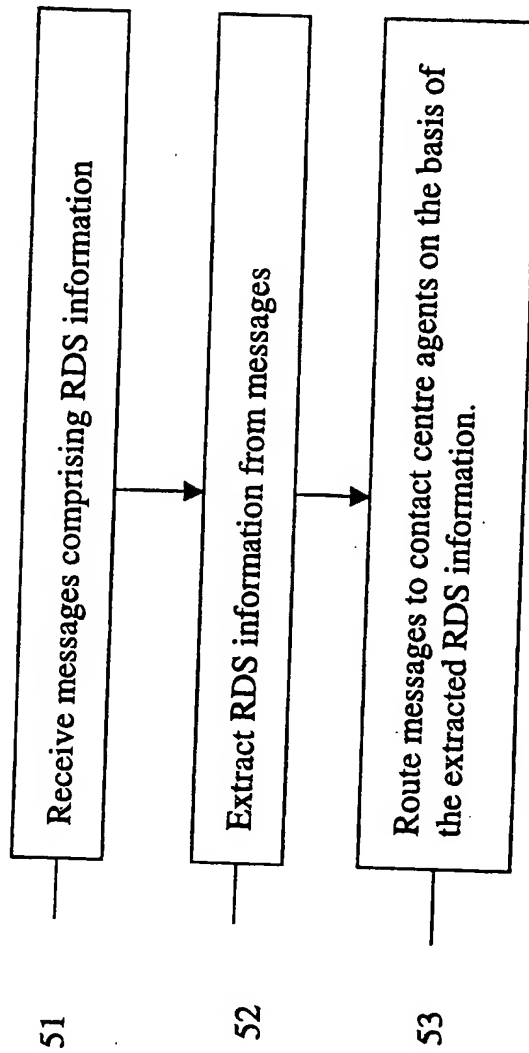 51
Receive messages comprising RDS information
52
Extract RDS information from messages
53
Route messages to contact centre agents on the basis of
the extracted RDS information.